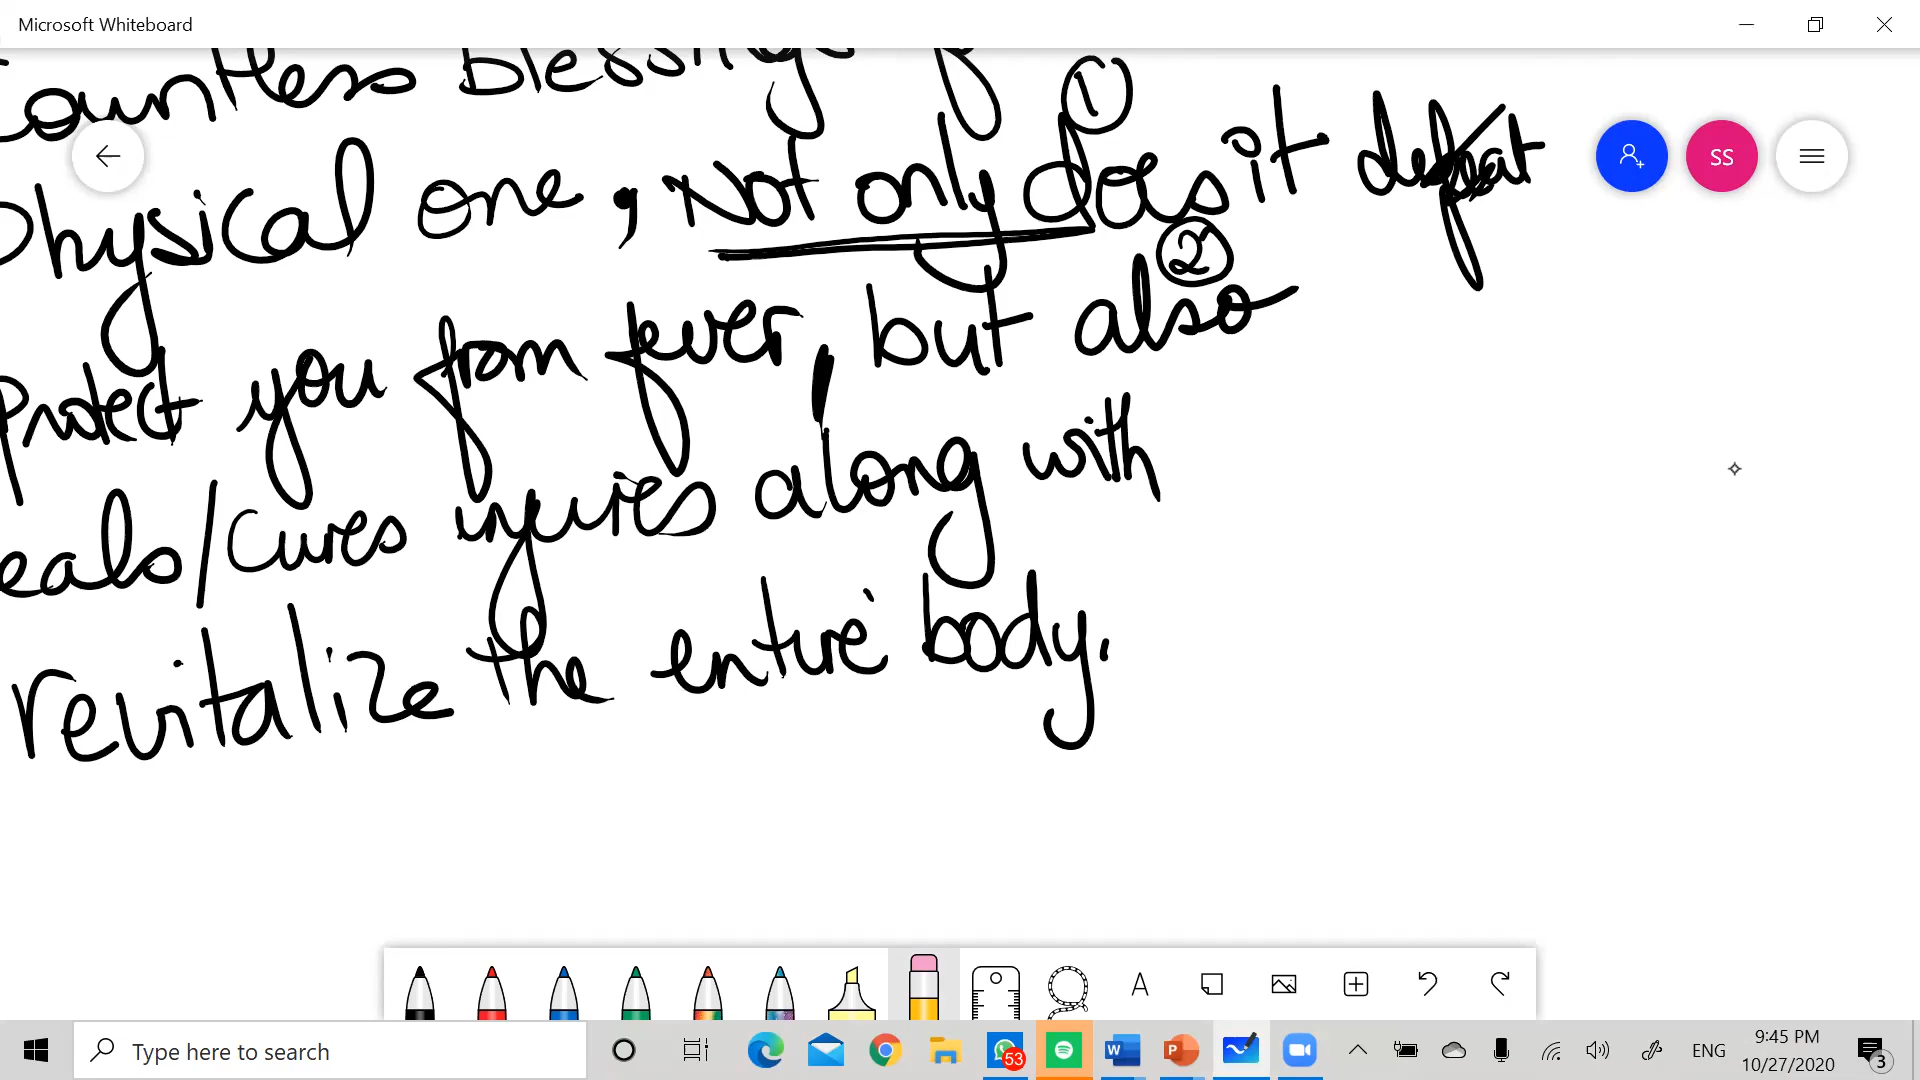 Microsoft Whiteboard
Countless blessings
①
Physical one, Not only does it defeat
②
Protect you from fever, but also
eals/cures injuries along with
revitalize the entire body.
SS
A
Type here to search
53
W
P
ENG
9:45 PM
10/27/2020
3